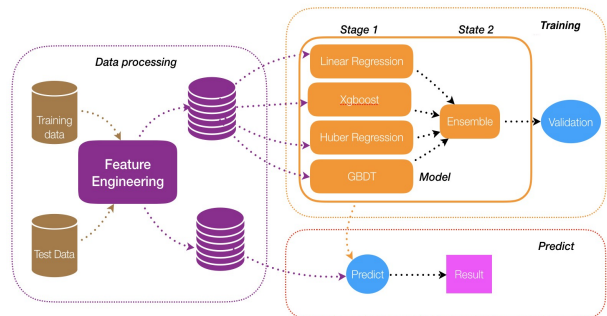 Stage 1
State 2
Training
Data processing
Linear Regression
Xgboost
Training
data
Ensemble
Validation
Huber Regression
Feature
Engineering
GBDT
Model
Test Data
Predict
Predict
Result